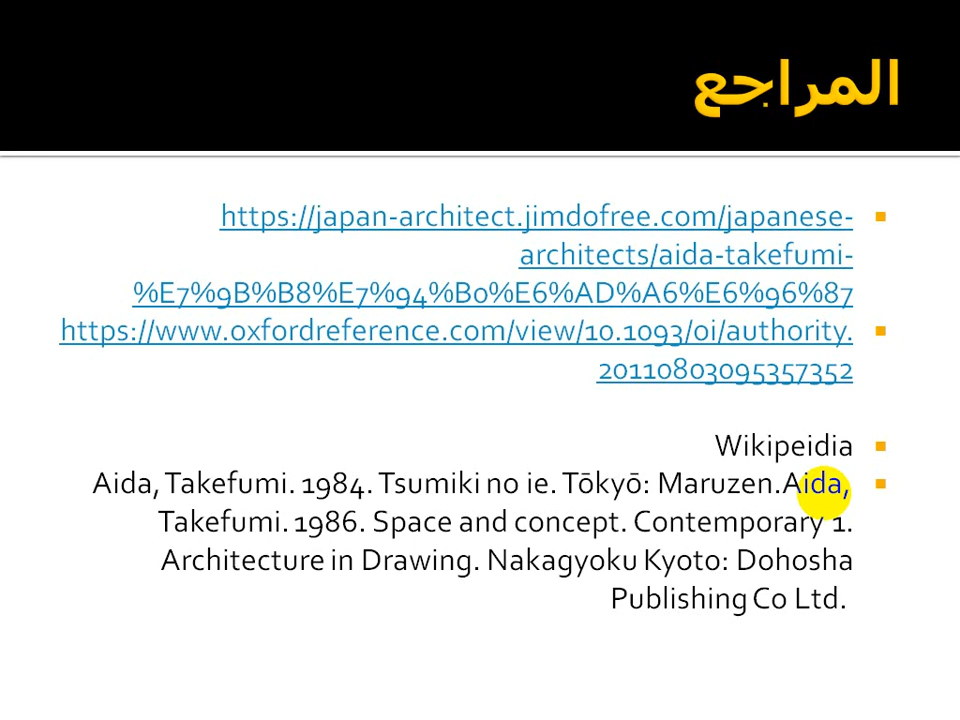 المراجع
https://japan-architect.jimdofree.com/japanese-
architects/aida-takefumi-
%E7%9B%B8%E7%94%B0%E6%AD%A6%E6%96%87
https://www.oxfordreference.com/view/10.1093/oi/authority.
20110803095357352
Wikipeidia
Aida, Takefumi. 1984. Tsumiki no ie. Tōkyō: Maruzen.Aida,
Takefumi. 1986. Space and concept. Contemporary 1.
Architecture in Drawing. Nakagyoku Kyoto: Dohosha
Publishing Co Ltd.